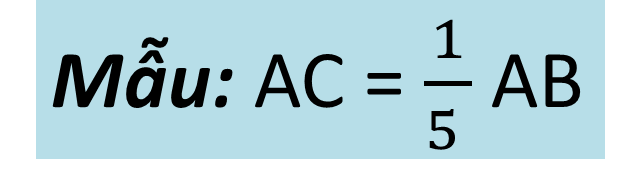 Mẫu: AC = 1/5 AB